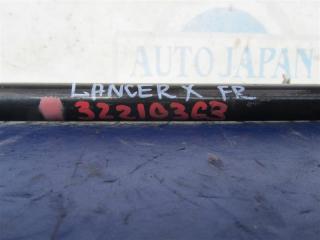 AUTO JAPAN
LANCER X FR
32210363